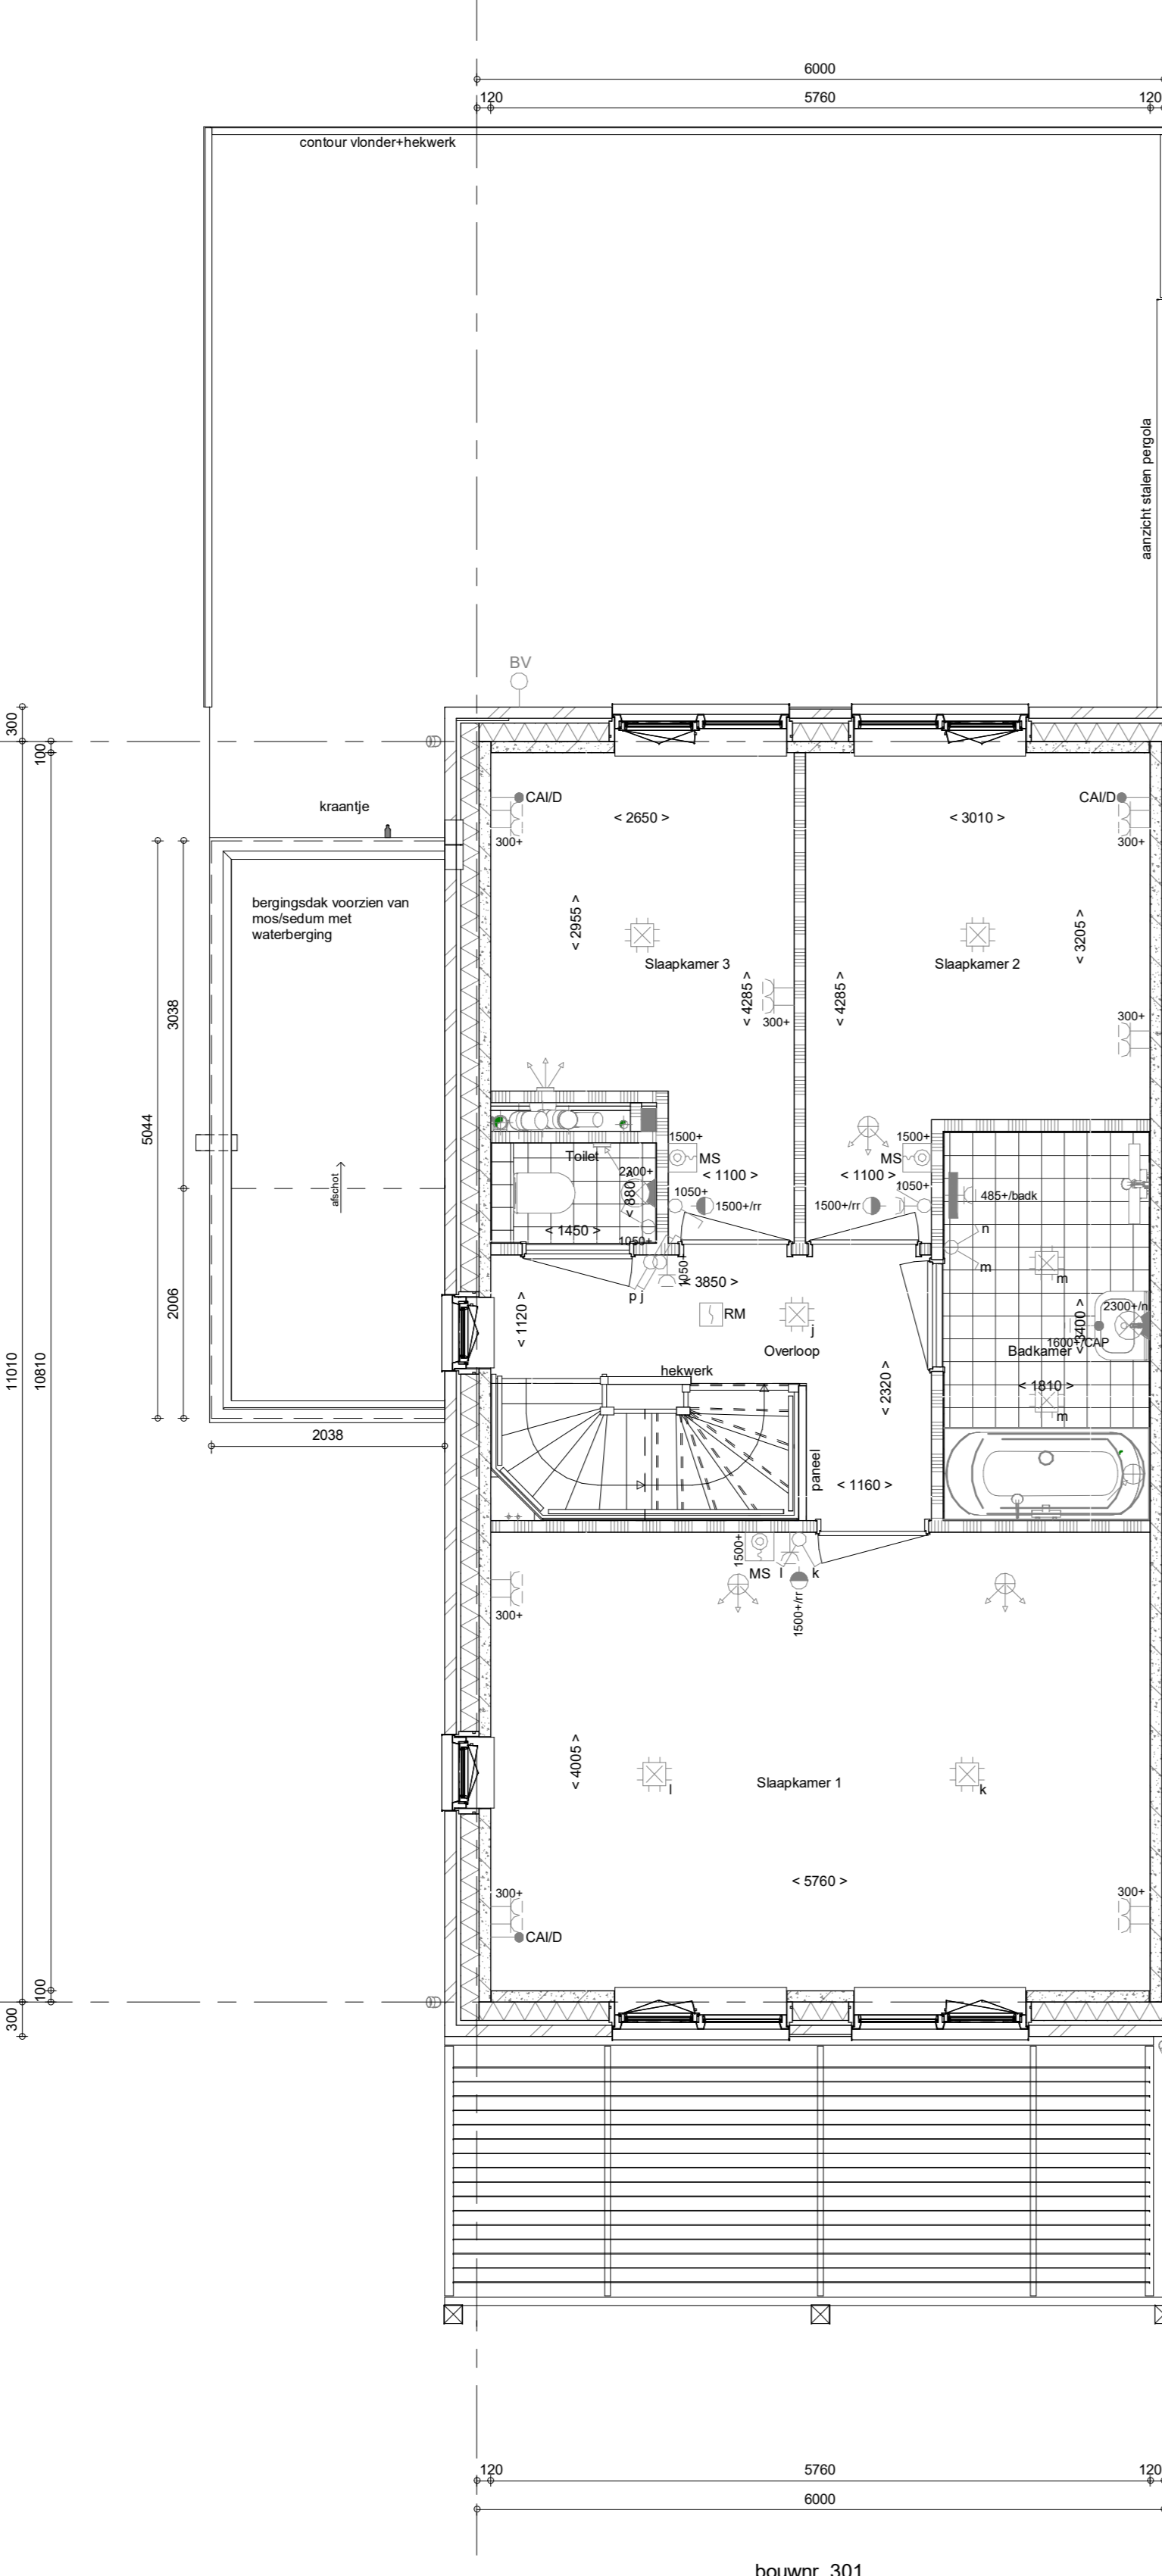 6000
120
5760
120
contour vlonder+hekwerk
aanzicht stalen pergola
BV
300
100
kraantje
CAI/D
300+
< 2650 >
< 3010 >
CAI/D
300+
bergingsdak voorzien van
mos/sedum met
waterberging
< 2955 >
< 3205 >
Slaapkamer 3
Slaapkamer 2
< 4285 >
< 4285 >
300+
300+
3038
5044
afschot
2006
11010
10810
2038
Toilet
2300+
< 880 >
< 1450 >
1050+
1500+
MS
< 1100 >
1050+
1500+/rr
1500+
MS
< 1100 >
1050+
1500+/rr
485+/badk
n
m
m
p j
1050+
< 3850 >
RM
j
Overloop
< 1120 >
hekwerk
< 2320 >
2300+/n
1600+/CAP
< 3400 >
Badkamer
< 1810 >
m
paneel
< 1160 >
1500+
MS
l
k
1500+/rr
300+
< 4005 >
Slaapkamer 1
l
k
< 5760 >
300+
CAI/D
300+
100
300
120
5760
120
6000
bouwnr. 301